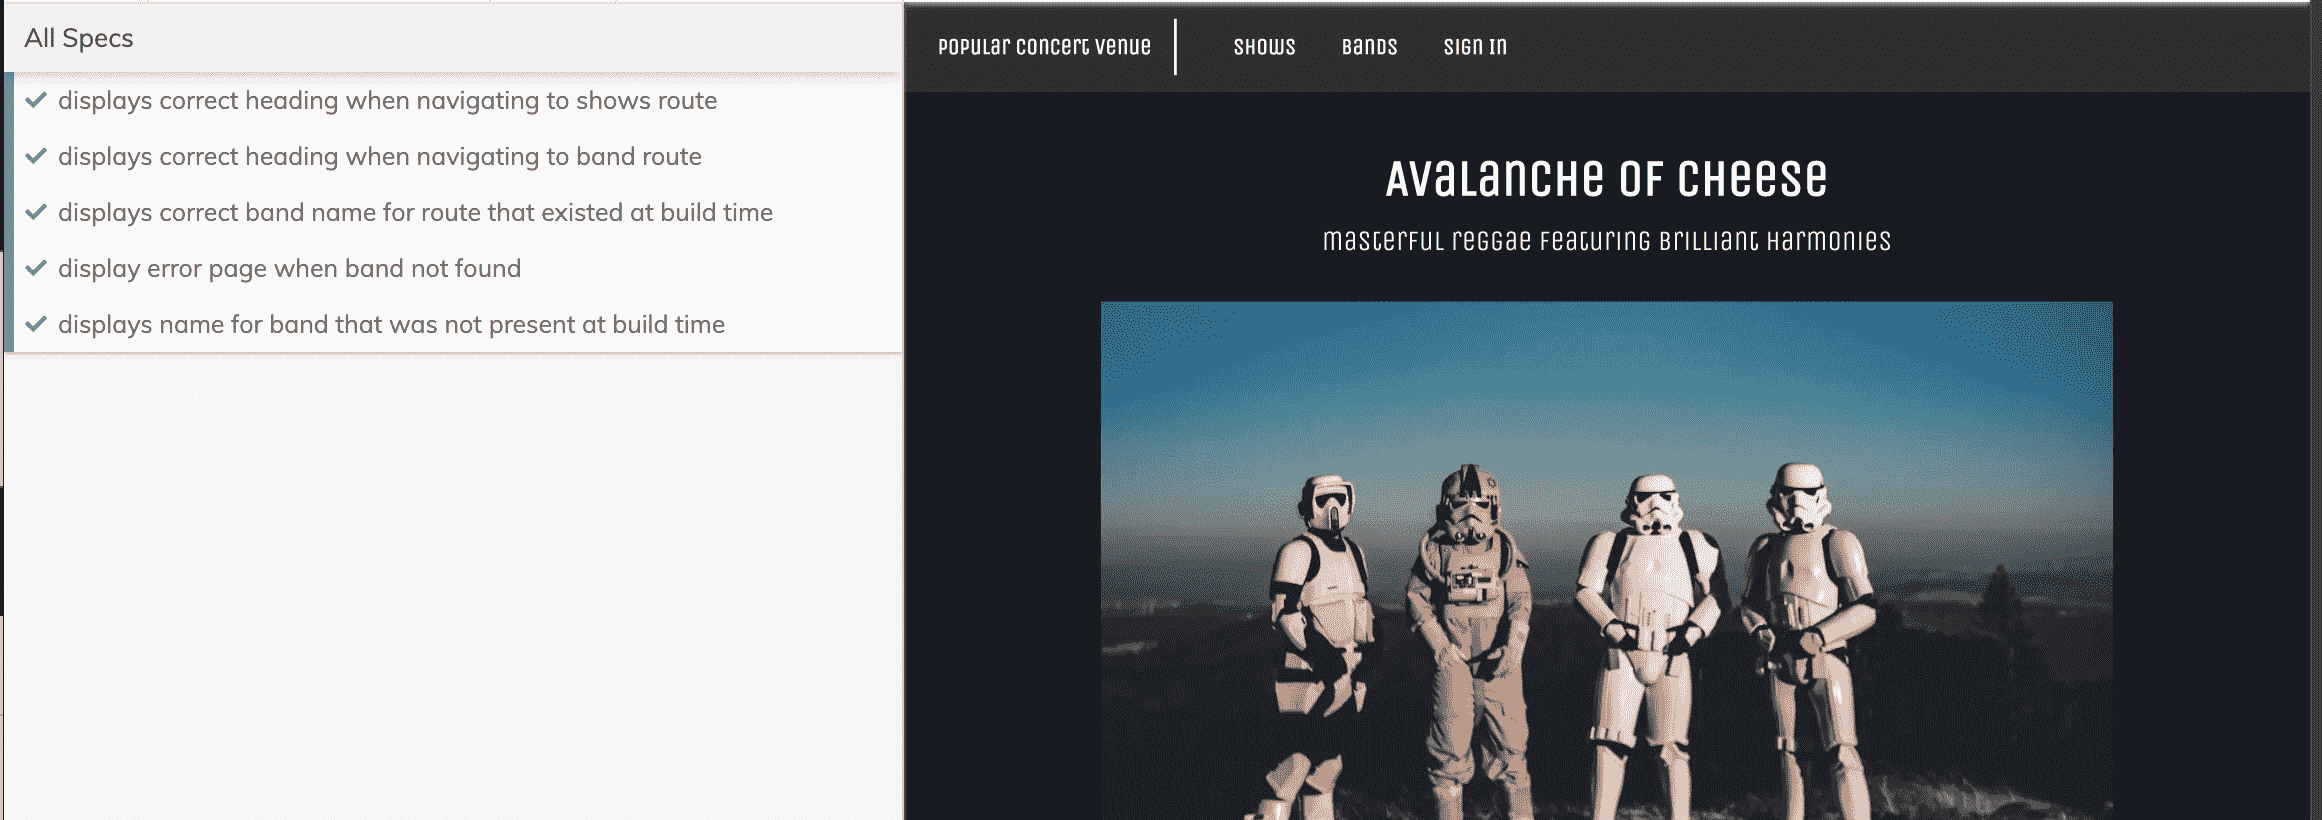 All Specs
displays correct heading when navigating to shows route
displays correct heading when navigating to band route
displays correct band name for route that existed at build time
display error page when band not found
displays name for band that was not present at build time
Popular Concert Venue
Shows
Bands
Sign in
Avalanche of Cheese
masterful reggae featuring brilliant harmonies